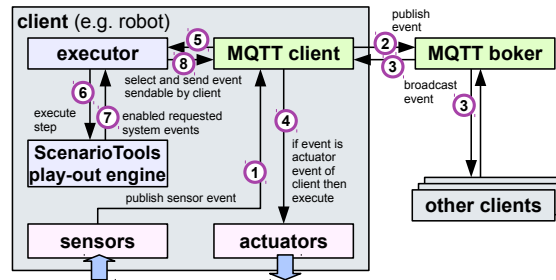 client (e.g. robot)
executor
5
MQTT client
publish
event
2
MQTT boker
8
3
select and send event
sendable by client
broadcast
event
6
3
execute
step
7
enabled requested
system events
4
ScenarioTools
play-out engine
if event is
actuator
event of
client then
execute
1
publish sensor event
other clients
sensors
actuators